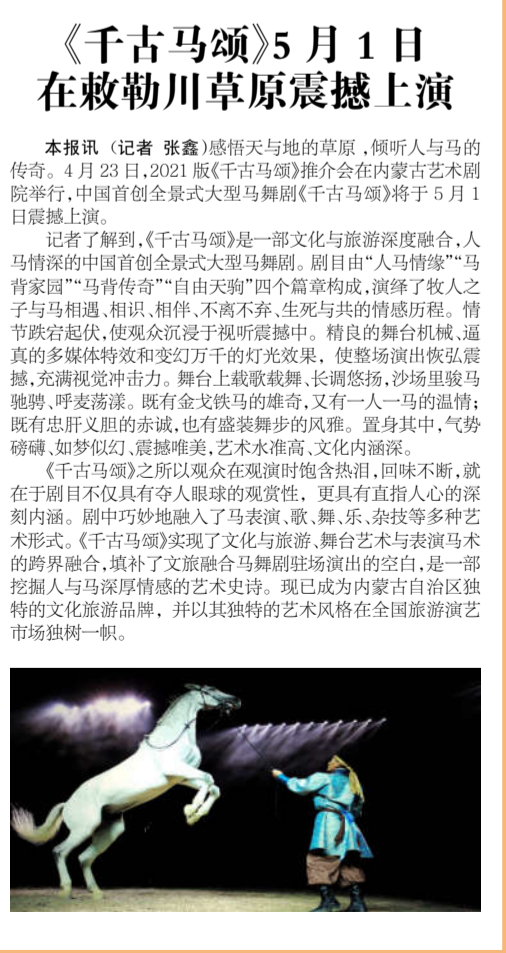 《千古马颂》5月1日
在敕勒川草原震撼上演
本报讯（记者 张鑫）感悟天与地的草原，倾听人与马的
传奇。4月23日，2021版《千古马颂》推介会在内蒙古艺术剧
院举行，中国首创全景式大型马舞剧《千古马颂》将于5月1
日震撼上演。
记者了解到，《千古马颂》是一部文化与旅游深度融合，人
马情深的中国首创全景式大型马舞剧。剧目由“人马情缘”“马
背家园”“马背传奇”“自由天驹”四个篇章构成，演绎了牧人之
子与马相遇、相识、相伴、不离不弃、生死与共的情感历程。情
节跌宕起伏，使观众沉浸于视听震撼中。精良的舞台机械、逼
真的多媒体特效和变幻万千的灯光效果，使整场演出恢弘震
撼，充满视觉冲击力。舞台上载歌载舞、长调悠扬，沙场里骏马
驰骋、呼麦荡漾。既有金戈铁马的雄奇，又有一人一马的温情；
既有忠肝义胆的赤诚，也有盛装舞步的风雅。置身其中，气势
磅礴、如梦似幻、震撼唯美，艺术水准高、文化内涵深。
《千古马颂》之所以观众在观演时饱含热泪，回味不断，就
在于剧目不仅具有夺人眼球的观赏性，更具有直指人心的深
刻内涵。剧中巧妙地融入了马表演、歌、舞、乐、杂技等多种艺
术形式。《千古马颂》实现了文化与旅游、舞台艺术与表演马术
的跨界融合，填补了文旅融合马舞剧驻场演出的空白，是一部
挖掘人与马深厚情感的艺术史诗。现已成为内蒙古自治区独
特的文化旅游品牌，并以其独特的艺术风格在全国旅游演艺
市场独树一帜。